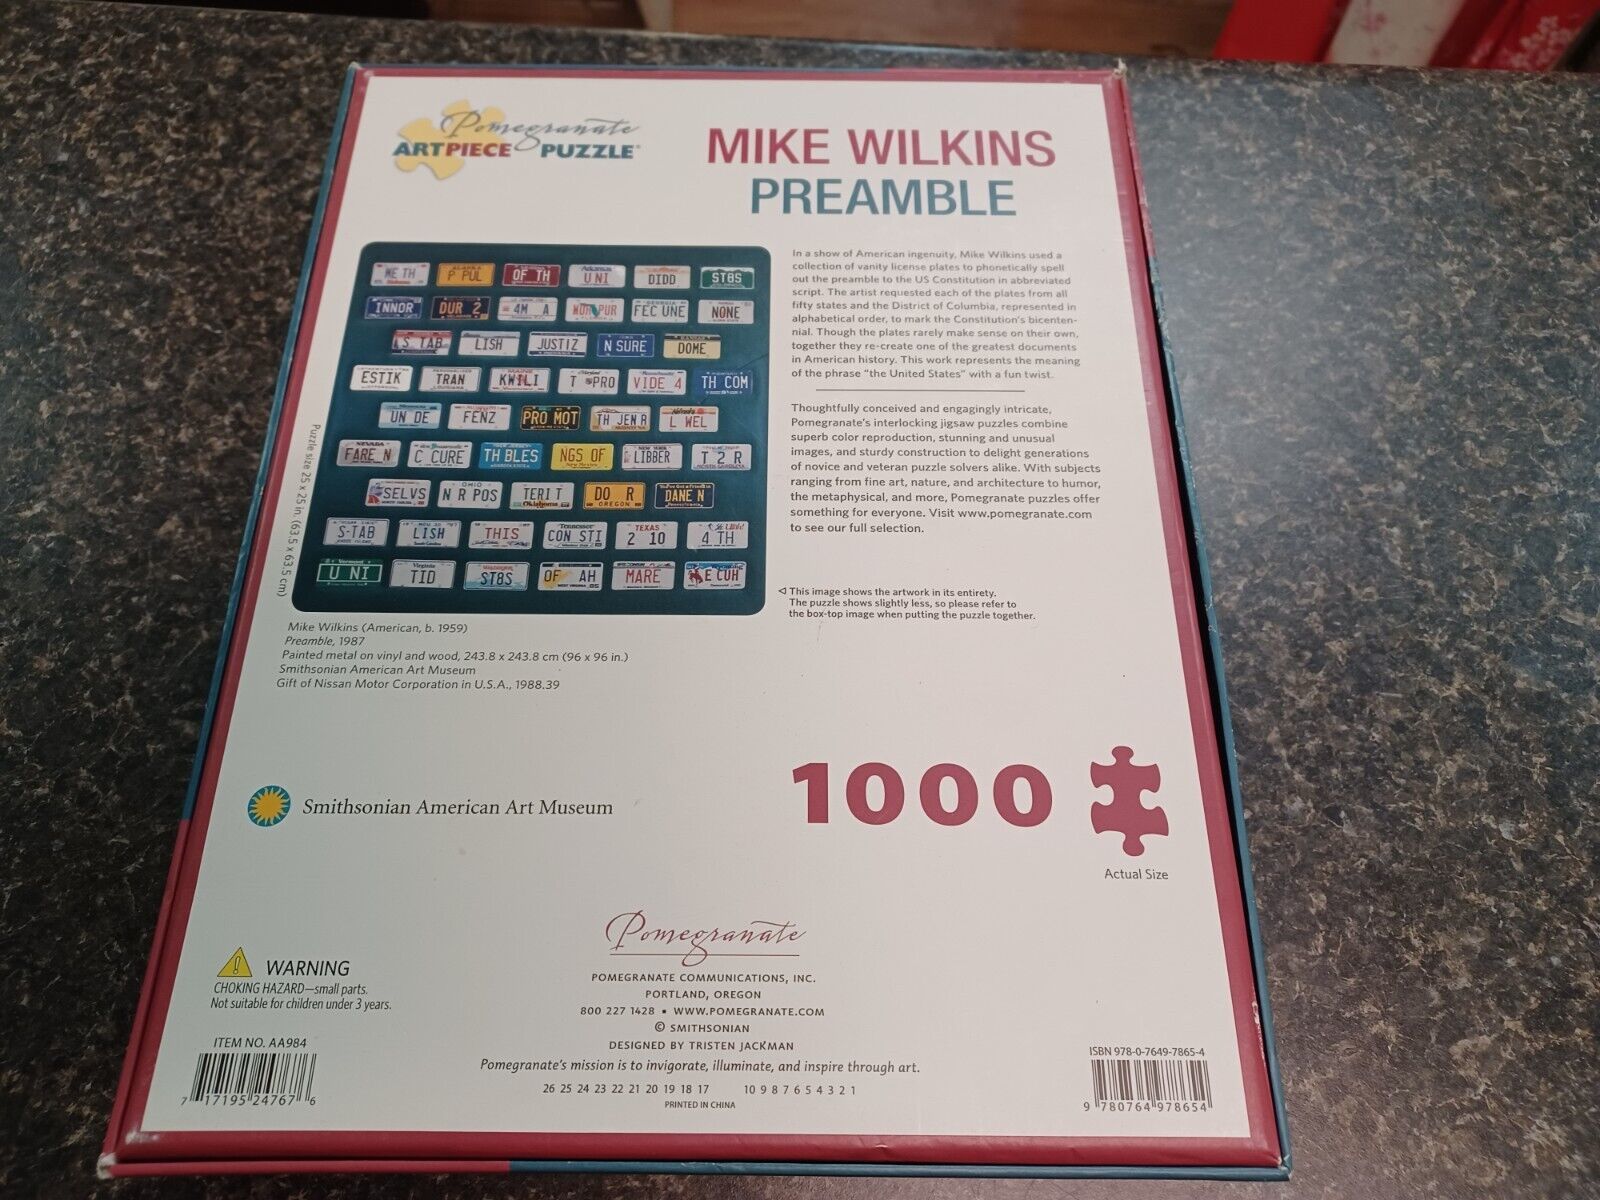 Pomegranate
ARTPIECE PUZZLE
MIKE WILKINS
PREAMBLE
WE TH P PUL OF TH U NI DIDD ST8S
INNOR DUR 2 4M A MOR PUR FEC UNE NONE
S TAB LISH JUSTIZ N SURE DOME
ESTIK TRAN KWILI T PRO VIDE 4 TH COM
UN DE FENZ PRO MOT TH JEN R L WEL
FARE N C CURE TH BLES NGS OF LIBBER T 2 R
SELVS N R POS TERI T DO R DANE N
S-TAB LISH THIS CON STI 2 10 4 TH
U NI TID ST8S OF AH MARE E CUH
Puzzle size 25 x 25 in. (63.5 x 63.5 cm)
Mike Wilkins (American, b. 1959)
Preamble, 1987
Painted metal on vinyl and wood, 243.8 x 243.8 cm (96 x 96 in.)
Smithsonian American Art Museum
Gift of Nissan Motor Corporation in U.S.A., 1988.39
In a show of American ingenuity, Mike Wilkins used a
collection of vanity license plates to phonetically spell
out the preamble to the US Constitution in abbreviated
script. The artist requested each of the plates from all
fifty states and the District of Columbia, represented in
alphabetical order, to mark the Constitution's bicenten-
nial. Though the plates rarely make sense on their own,
together they re-create one of the greatest documents
in American history. This work represents the meaning
of the phrase "the United States" with a fun twist.
Thoughtfully conceived and engagingly intricate,
Pomegranate's interlocking jigsaw puzzles combine
superb color reproduction, stunning and unusual
images, and sturdy construction to delight generations
of novice and veteran puzzle solvers alike. With subjects
ranging from fine art, nature, and architecture to humor,
the metaphysical, and more, Pomegranate puzzles offer
something for everyone. Visit www.pomegranate.com
to see our full selection.
◁ This image shows the artwork in its entirety.
The puzzle shows slightly less, so please refer to
the box-top image when putting the puzzle together.
Smithsonian American Art Museum
1000
Actual Size
WARNING
CHOKING HAZARD—small parts.
Not suitable for children under 3 years.
ITEM NO. AA984
7 17195 24767 6
Pomegranate
POMEGRANATE COMMUNICATIONS, INC.
PORTLAND, OREGON
800 227 1428 ▪ WWW.POMEGRANATE.COM
© SMITHSONIAN
DESIGNED BY TRISTEN JACKMAN
Pomegranate's mission is to invigorate, illuminate, and inspire through art.
26 25 24 23 22 21 20 19 18 17 10 9 8 7 6 5 4 3 2 1
PRINTED IN CHINA
ISBN 978-0-7649-7865-4
9 780764 978654